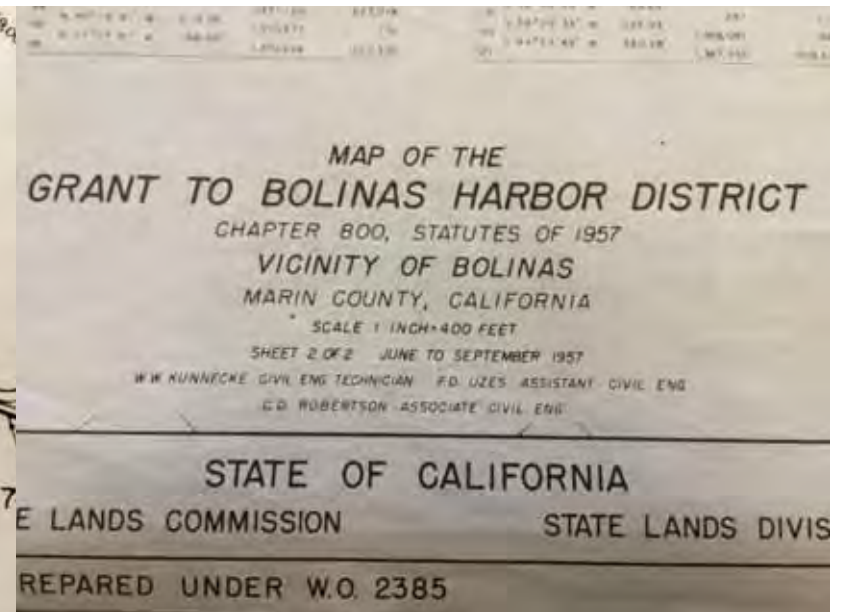 MAP OF THE
GRANT TO BOLINAS HARBOR DISTRICT
CHAPTER 800, STATUTES OF 1957
VICINITY OF BOLINAS
MARIN COUNTY, CALIFORNIA
SCALE 1 INCH=400 FEET
SHEET 2 OF 2 JUNE TO SEPTEMBER 1957
W.W. KUNNECKE CIVIL ENG TECHNICIAN F.D. UZES ASSISTANT CIVIL ENG
C.D. ROBERTSON ASSOCIATE CIVIL ENG
STATE OF CALIFORNIA
E LANDS COMMISSION STATE LANDS DIVIS
REPARED UNDER W.O. 2385
7